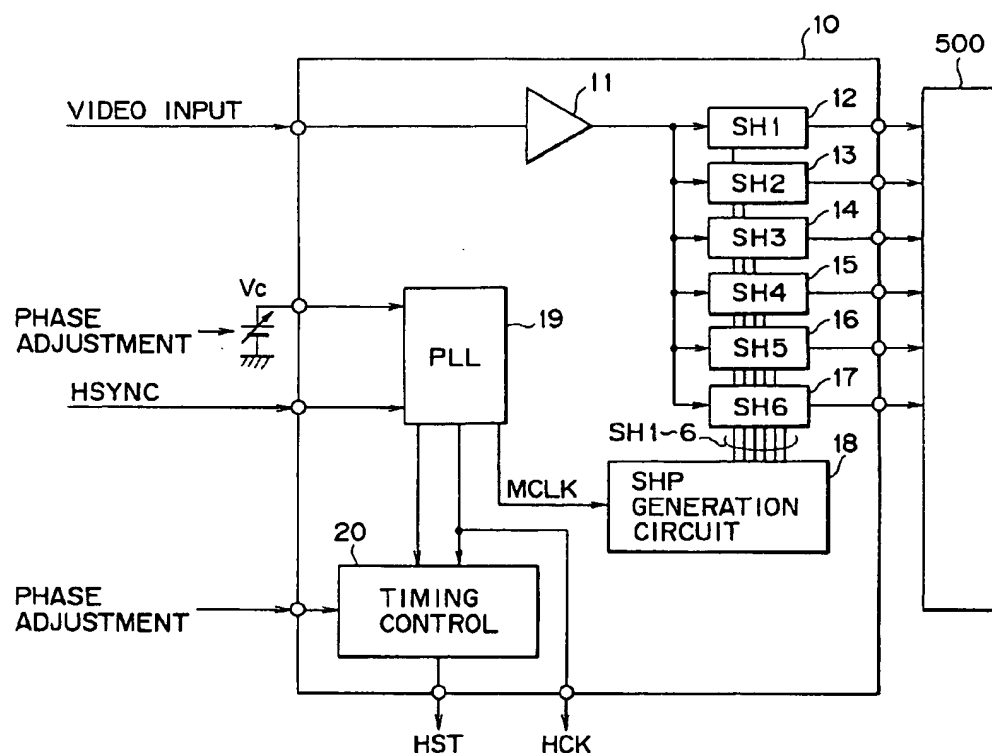 10
500
VIDEO INPUT
11
SH1
12
SH2
13
SH3
14
SH4
15
SH5
16
SH6
17
SH1~6
18
SHP
GENERATION
CIRCUIT
Vc
PHASE
ADJUSTMENT
PLL
19
HSYNC
MCLK
20
TIMING
CONTROL
PHASE
ADJUSTMENT
HST
HCK